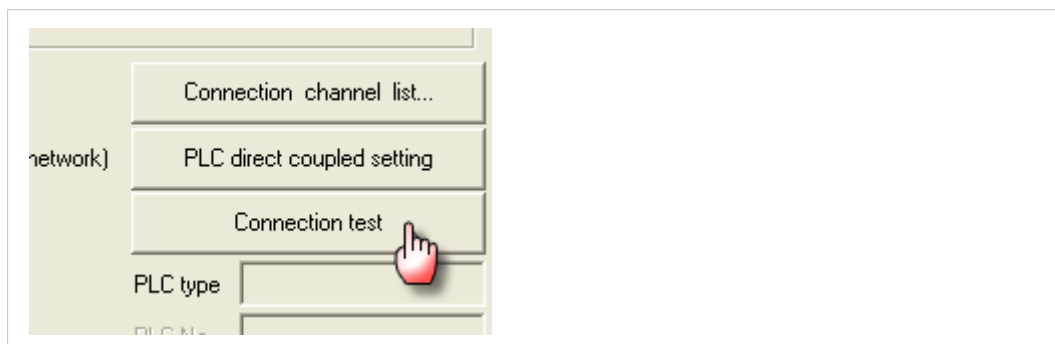 Connection channel list...
network) PLC direct coupled setting
Connection test
PLC type